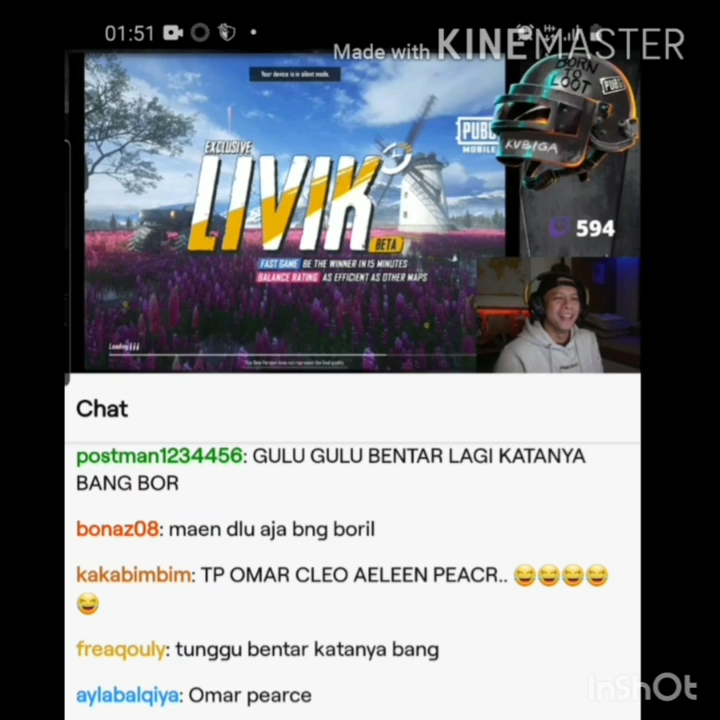 01:51
Made with KINEMASTER
Your device is in silent mode.
BORN
TO
LOOT
PUBG
KVBIGA
EXCLUSIVE
PUBG
MOBILE
LIVIK
BETA
594
FAST GAME BE THE WINNER IN 15 MINUTES
BALANCE RATING AS EFFICIENT AS OTHER MAPS
Loading
Chat
postman1234456: GULU GULU BENTAR LAGI KATANYA
BANG BOR
bonaz08: maen dlu aja bng boril
kakabimbim: TP OMAR CLEO AELEEN PEACR.. 😂😂😂😂
😂
freaqouly: tunggu bentar katanya bang
aylabalqiya: Omar pearce
InShOt